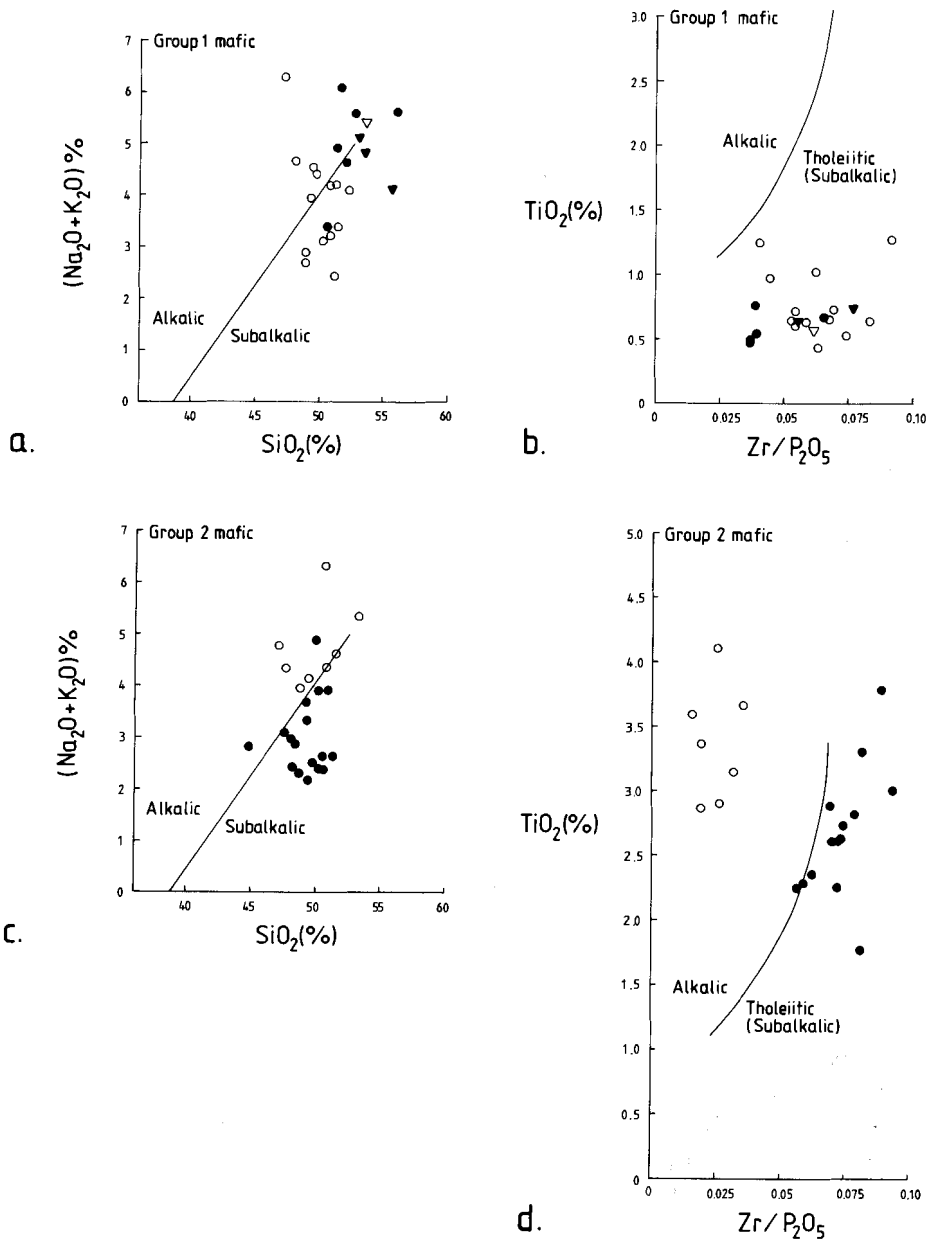 Group 1 mafic
7
6
5
4
3
2
1
0
(Na₂O+K₂O)%
Alkalic
Subalkalic
40
45
50
55
60
SiO₂(%)
a.
Group 1 mafic
3.0
2.5
2.0
1.5
1.0
0.5
0
TiO₂(%)
Alkalic
Tholeiitic
(Subalkalic)
0
0.025
0.05
0.075
0.10
Zr/P₂O₅
b.
Group 2 mafic
7
6
5
4
3
2
1
0
(Na₂O+K₂O)%
Alkalic
Subalkalic
40
45
50
55
60
SiO₂(%)
c.
Group 2 mafic
5.0
4.5
4.0
3.5
3.0
2.5
2.0
1.5
1.0
0.5
0
TiO₂(%)
Alkalic
Tholeiitic
(Subalkalic)
0
0.025
0.05
0.075
0.10
Zr/P₂O₅
d.